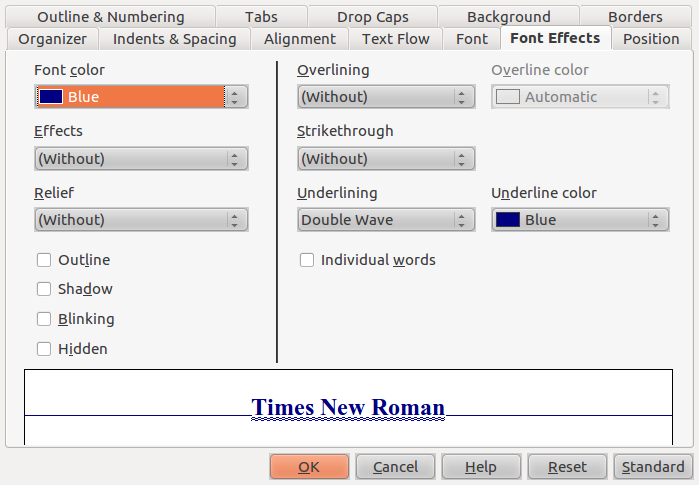 Outline & Numbering Tabs Drop Caps Background Borders
Organizer Indents & Spacing Alignment Text Flow Font Font Effects Position
Font color Overlining Overline color
Blue (Without) Automatic
Effects Strikethrough
(Without) (Without)
Relief Underlining Underline color
(Without) Double Wave Blue
Outline Individual words
Shadow
Blinking
Hidden
Times New Roman
OK Cancel Help Reset Standard